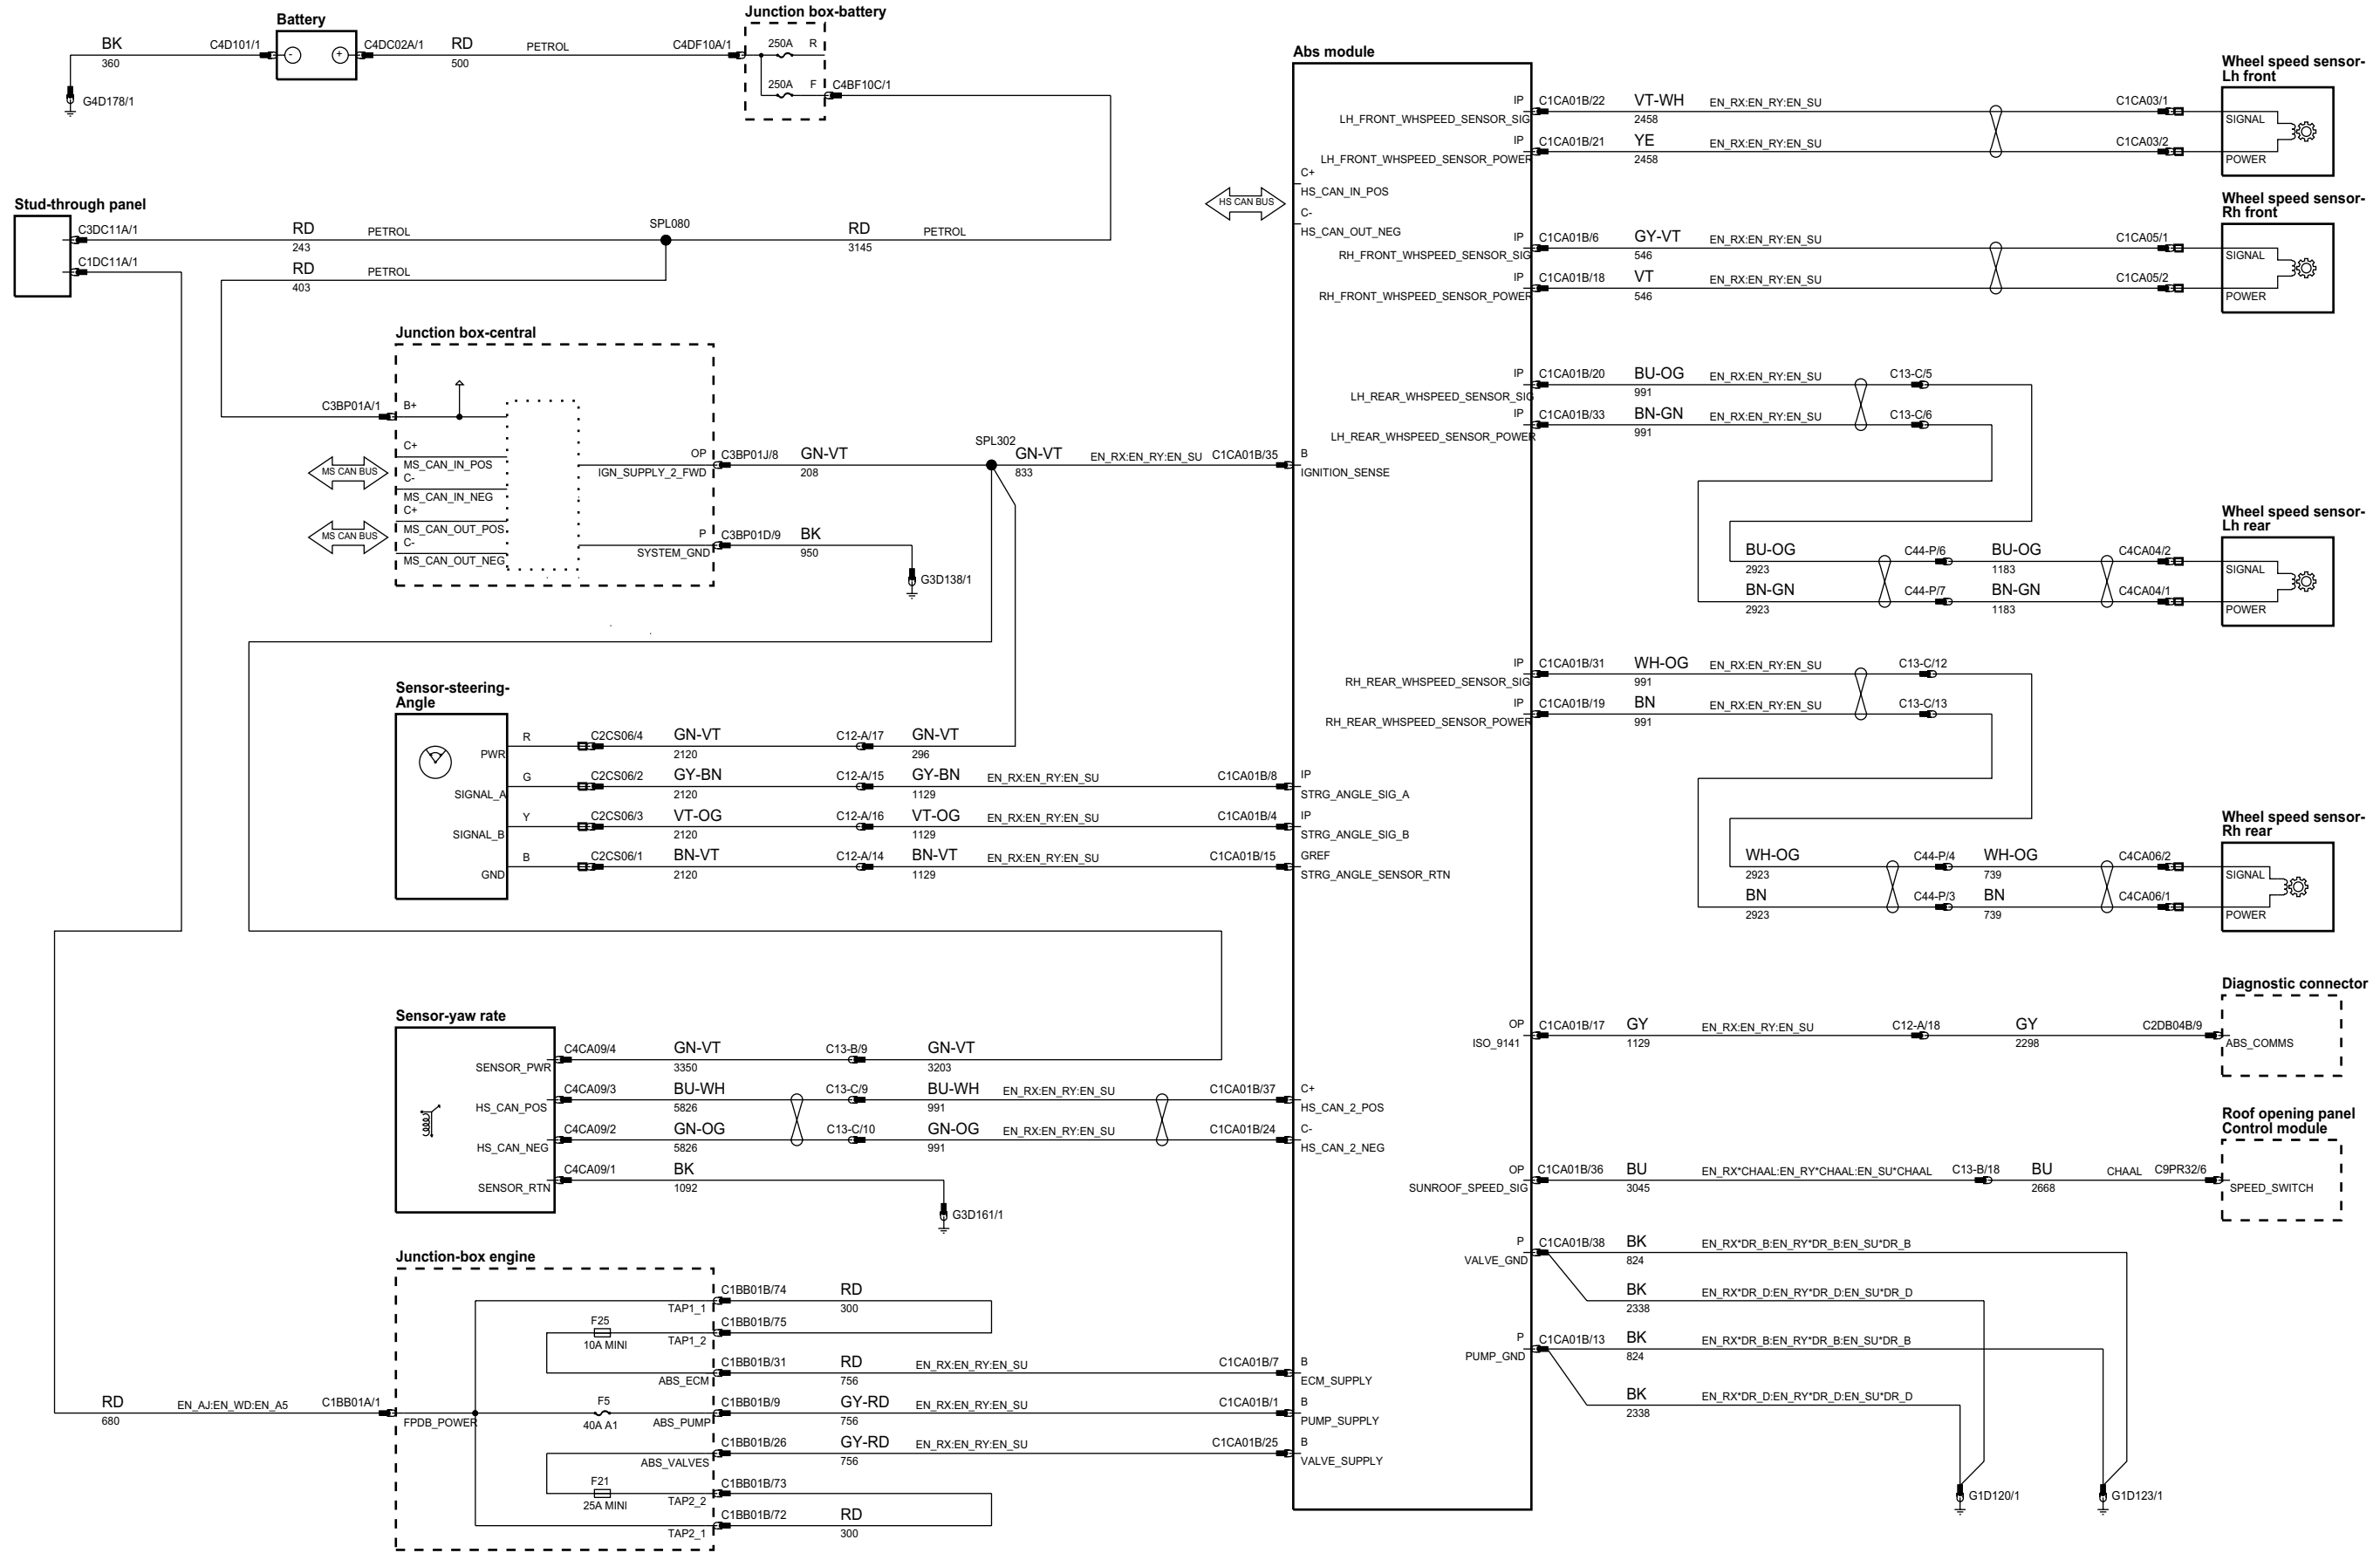 Battery
BK
360
C4D101/1
G4D178/1
-
+
C4DC02A/1
RD
500
PETROL
C4DF10A/1
Junction box-battery
250A
R
250A
F
C4BF10C/1
Stud-through panel
C3DC11A/1
RD
243
PETROL
SPL080
RD
3145
PETROL
C1DC11A/1
RD
403
PETROL
Junction box-central
C3BP01A/1
B+
C+
MS_CAN_IN_POS
C-
MS_CAN_IN_NEG
C+
MS_CAN_OUT_POS
C-
MS_CAN_OUT_NEG
MS CAN BUS
MS CAN BUS
OP
IGN_SUPPLY_2_FWD
C3BP01J/8
GN-VT
208
SPL302
GN-VT
833
EN_RX:EN_RY:EN_SU
C1CA01B/35
P
SYSTEM_GND
C3BP01D/9
BK
950
G3D138/1
Sensor-steering-
Angle
R
PWR
C2CS06/4
GN-VT
2120
C12-A/17
GN-VT
296
G
SIGNAL_A
C2CS06/2
GY-BN
2120
C12-A/15
GY-BN
1129
EN_RX:EN_RY:EN_SU
C1CA01B/8
Y
SIGNAL_B
C2CS06/3
VT-OG
2120
C12-A/16
VT-OG
1129
EN_RX:EN_RY:EN_SU
C1CA01B/4
B
GND
C2CS06/1
BN-VT
2120
C12-A/14
BN-VT
1129
EN_RX:EN_RY:EN_SU
C1CA01B/15
Sensor-yaw rate
SENSOR_PWR
C4CA09/4
GN-VT
3350
C13-B/9
GN-VT
3203
HS_CAN_POS
C4CA09/3
BU-WH
5826
C13-C/9
BU-WH
991
EN_RX:EN_RY:EN_SU
C1CA01B/37
HS_CAN_NEG
C4CA09/2
GN-OG
5826
C13-C/10
GN-OG
991
EN_RX:EN_RY:EN_SU
C1CA01B/24
SENSOR_RTN
C4CA09/1
BK
1092
G3D161/1
Junction-box engine
RD
680
EN_AJ:EN_WD:EN_A5
C1BB01A/1
FPDB_POWER
TAP1_1
C1BB01B/74
RD
300
F25
10A MINI
TAP1_2
C1BB01B/75
ABS_ECM
C1BB01B/31
RD
756
EN_RX:EN_RY:EN_SU
C1CA01B/7
F5
40A A1
ABS_PUMP
C1BB01B/9
GY-RD
756
EN_RX:EN_RY:EN_SU
C1CA01B/1
ABS_VALVES
C1BB01B/26
GY-RD
756
EN_RX:EN_RY:EN_SU
C1CA01B/25
F21
25A MINI
TAP2_2
C1BB01B/73
TAP2_1
C1BB01B/72
RD
300
Abs module
HS CAN BUS
C+
HS_CAN_IN_POS
C-
HS_CAN_OUT_NEG
B
IGNITION_SENSE
IP
STRG_ANGLE_SIG_A
IP
STRG_ANGLE_SIG_B
GREF
STRG_ANGLE_SENSOR_RTN
C+
HS_CAN_2_POS
C-
HS_CAN_2_NEG
B
ECM_SUPPLY
B
PUMP_SUPPLY
B
VALVE_SUPPLY
IP
LH_FRONT_WHSPEED_SENSOR_SIG
C1CA01B/22
VT-WH
2458
EN_RX:EN_RY:EN_SU
C1CA03/1
IP
LH_FRONT_WHSPEED_SENSOR_POWER
C1CA01B/21
YE
2458
EN_RX:EN_RY:EN_SU
C1CA03/2
Wheel speed sensor-
Lh front
SIGNAL
POWER
IP
RH_FRONT_WHSPEED_SENSOR_SIG
C1CA01B/6
GY-VT
546
EN_RX:EN_RY:EN_SU
C1CA05/1
IP
RH_FRONT_WHSPEED_SENSOR_POWER
C1CA01B/18
VT
546
EN_RX:EN_RY:EN_SU
C1CA05/2
Wheel speed sensor-
Rh front
SIGNAL
POWER
IP
LH_REAR_WHSPEED_SENSOR_SIG
C1CA01B/20
BU-OG
991
EN_RX:EN_RY:EN_SU
C13-C/5
IP
LH_REAR_WHSPEED_SENSOR_POWER
C1CA01B/33
BN-GN
991
EN_RX:EN_RY:EN_SU
C13-C/6
BU-OG
2923
C44-P/6
BU-OG
1183
C4CA04/2
BN-GN
2923
C44-P/7
BN-GN
1183
C4CA04/1
Wheel speed sensor-
Lh rear
SIGNAL
POWER
IP
RH_REAR_WHSPEED_SENSOR_SIG
C1CA01B/31
WH-OG
991
EN_RX:EN_RY:EN_SU
C13-C/12
IP
RH_REAR_WHSPEED_SENSOR_POWER
C1CA01B/19
BN
991
EN_RX:EN_RY:EN_SU
C13-C/13
WH-OG
2923
C44-P/4
WH-OG
739
C4CA06/2
BN
2923
C44-P/3
BN
739
C4CA06/1
Wheel speed sensor-
Rh rear
SIGNAL
POWER
OP
ISO_9141
C1CA01B/17
GY
1129
EN_RX:EN_RY:EN_SU
C12-A/18
GY
2298
C2DB04B/9
Diagnostic connector
ABS_COMMS
OP
SUNROOF_SPEED_SIG
C1CA01B/36
BU
3045
EN_RX*CHAAL:EN_RY*CHAAL:EN_SU*CHAAL
C13-B/18
BU
2668
CHAAL
C9PR32/6
Roof opening panel
Control module
SPEED_SWITCH
P
VALVE_GND
C1CA01B/38
BK
824
EN_RX*DR_B:EN_RY*DR_B:EN_SU*DR_B
BK
2338
EN_RX*DR_D:EN_RY*DR_D:EN_SU*DR_D
P
PUMP_GND
C1CA01B/13
BK
824
EN_RX*DR_B:EN_RY*DR_B:EN_SU*DR_B
BK
2338
EN_RX*DR_D:EN_RY*DR_D:EN_SU*DR_D
G1D120/1
G1D123/1